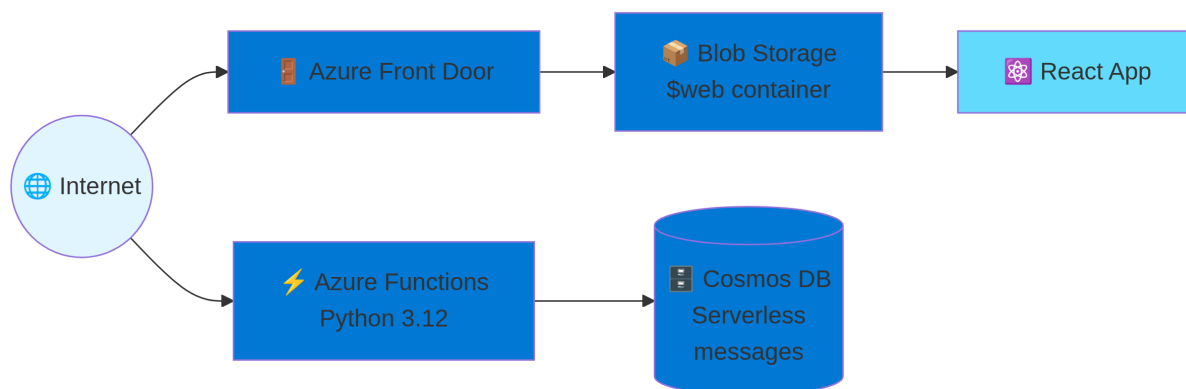 🚪 Azure Front Door
📦 Blob Storage
$web container
⚛️ React App
🌐 Internet
⚡ Azure Functions
Python 3.12
🗄️ Cosmos DB
Serverless
messages